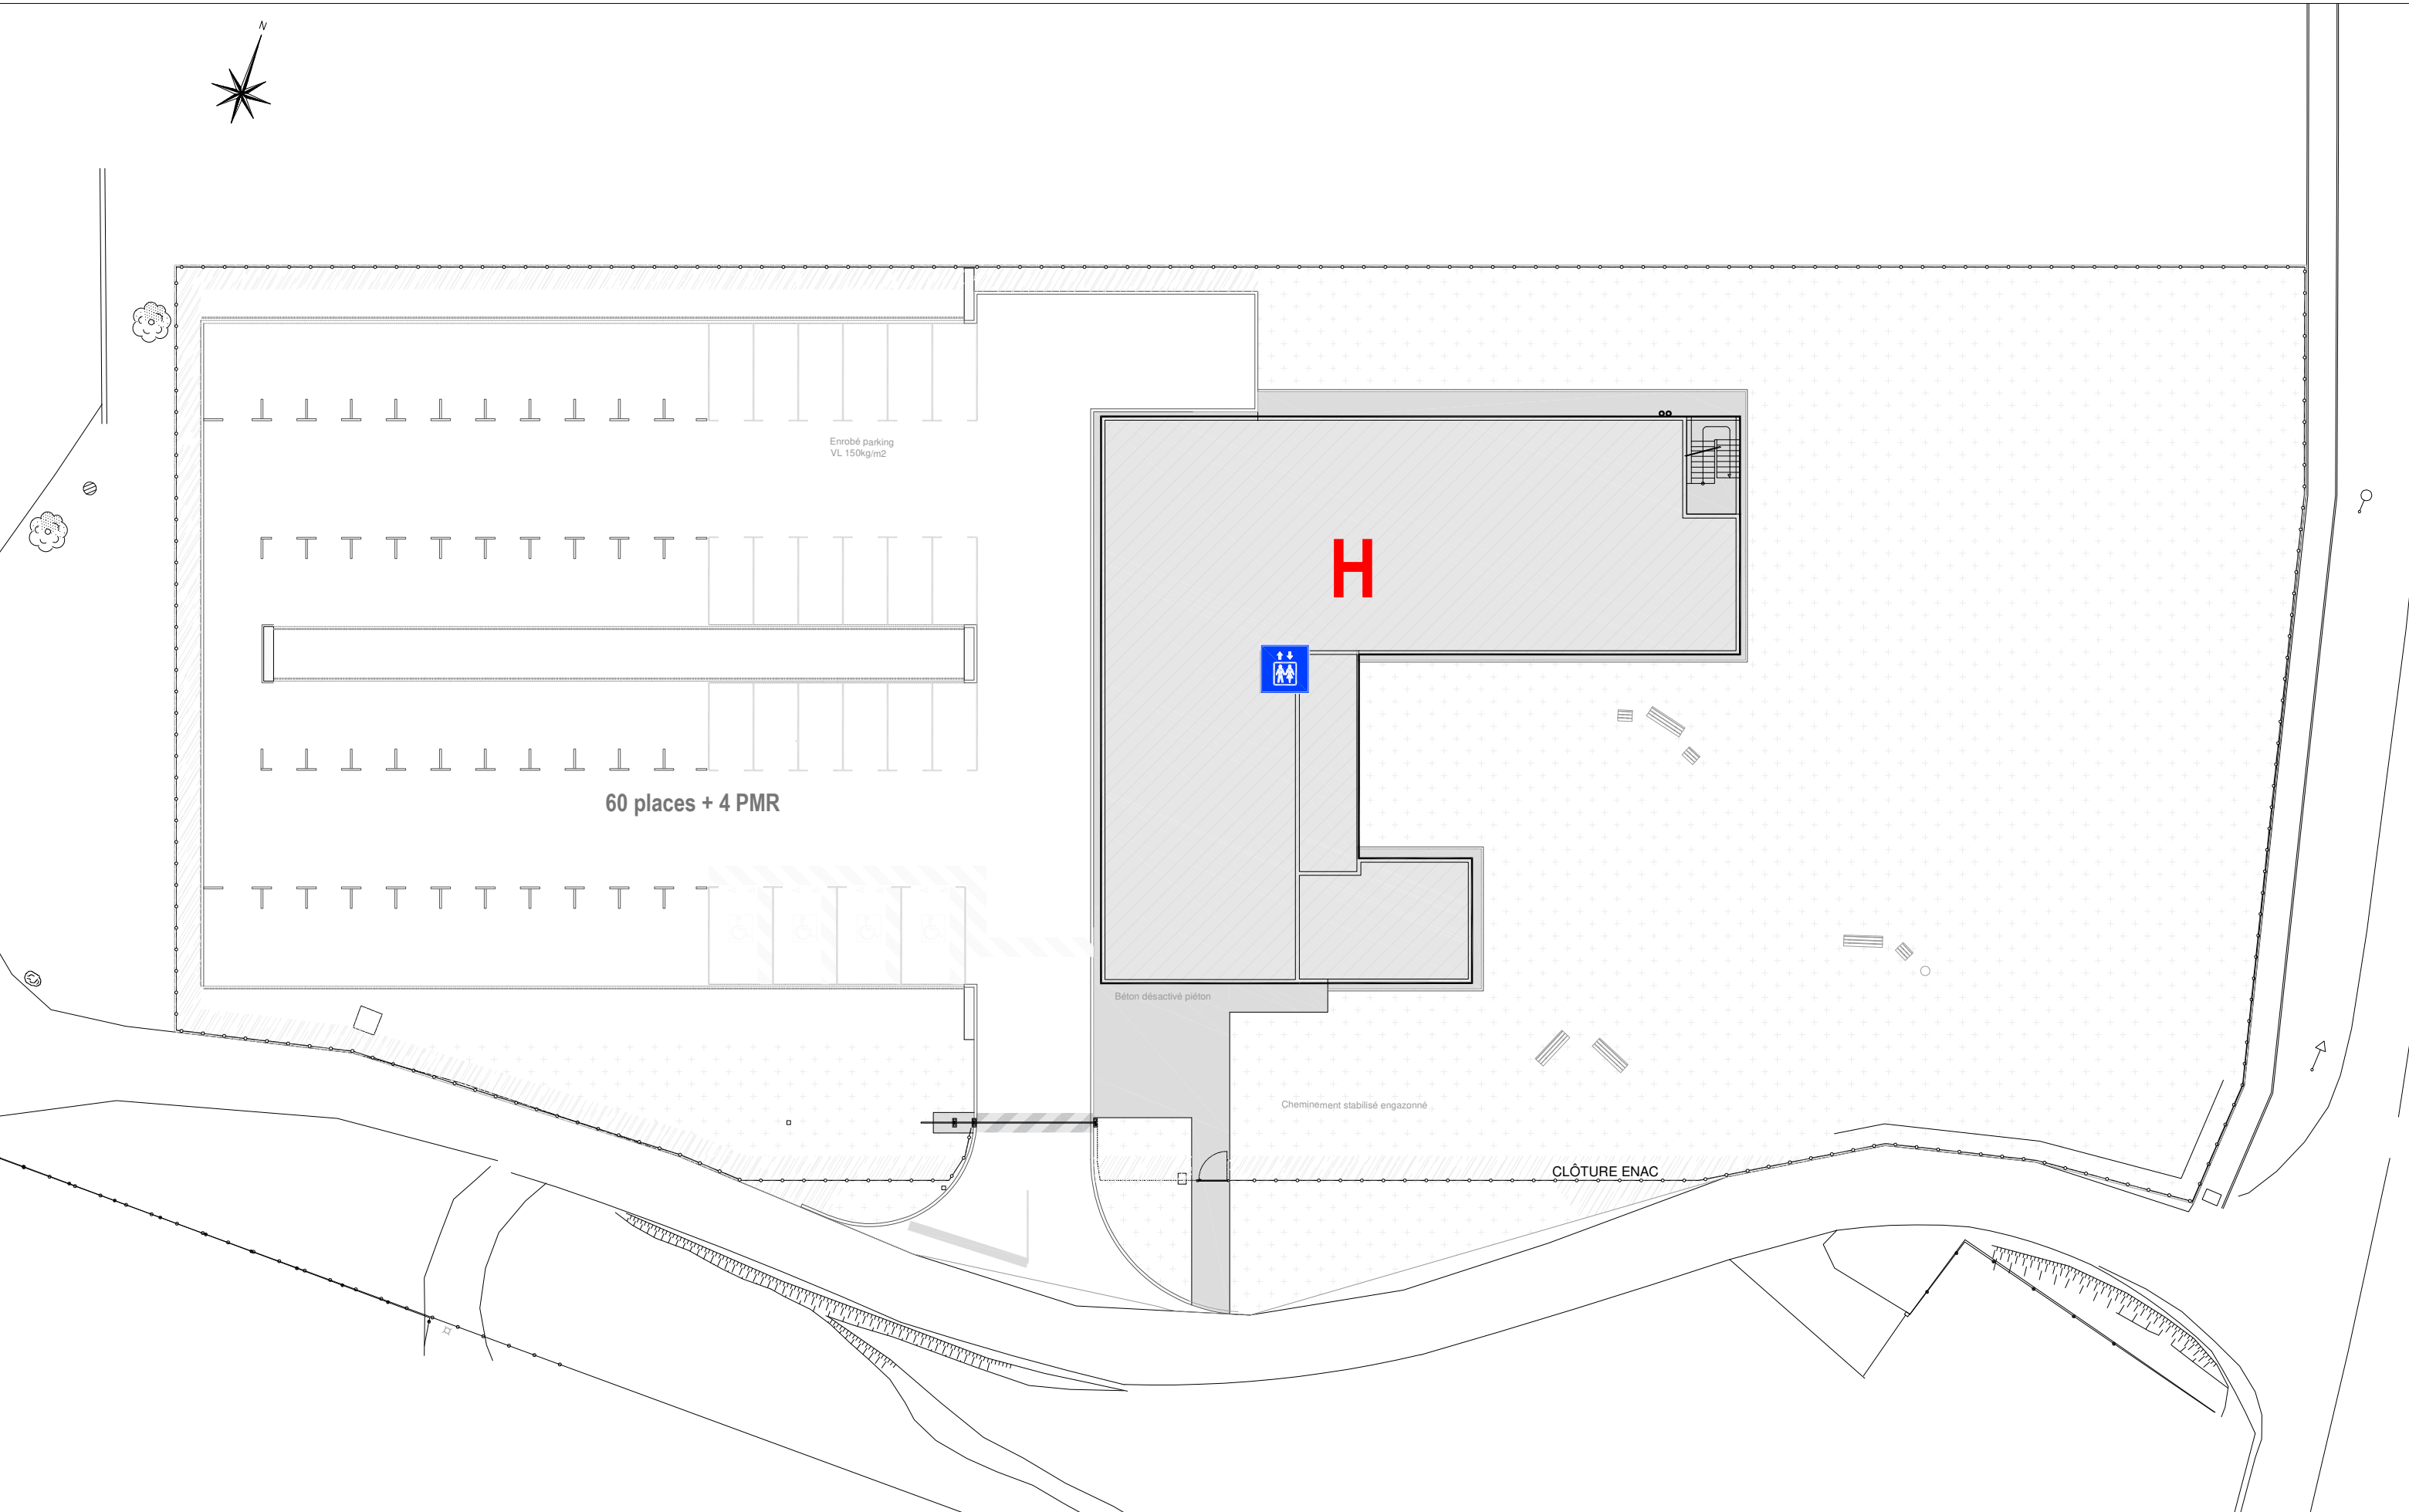 N
Enrobé parking
VL 150kg/m2
H
60 places + 4 PMR
Béton désactivé piéton
Cheminement stabilisé engazonné
CLÔTURE ENAC